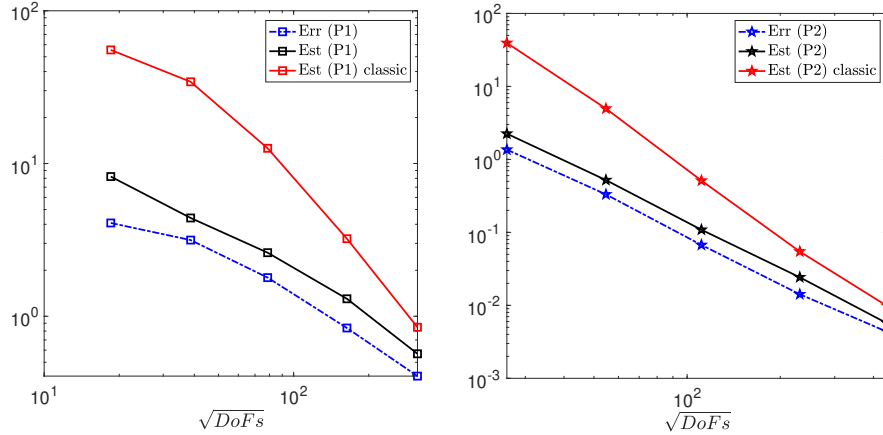 10^2
10^1
10^0
10^1
10^2
√DoFs
Err (P1)
Est (P1)
Est (P1) classic
10^2
10^1
10^0
10^-1
10^-2
10^-3
10^2
√DoFs
Err (P2)
Est (P2)
Est (P2) classic